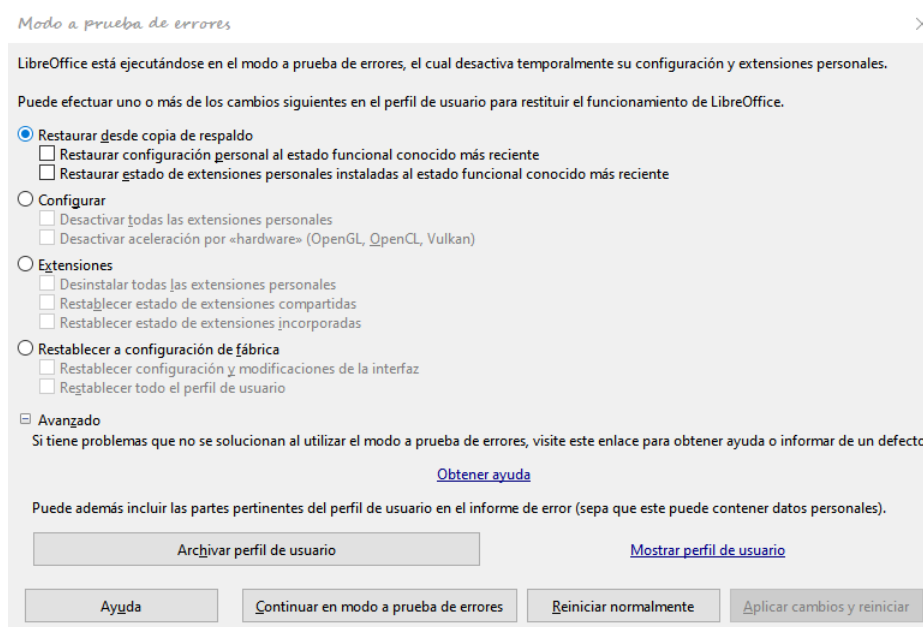 Modo a prueba de errores
LibreOffice está ejecutándose en el modo a prueba de errores, el cual desactiva temporalmente su configuración y extensiones personales.
Puede efectuar uno o más de los cambios siguientes en el perfil de usuario para restituir el funcionamiento de LibreOffice.
Restaurar desde copia de respaldo
Restaurar configuración personal al estado funcional conocido más reciente
Restaurar estado de extensiones personales instaladas al estado funcional conocido más reciente
Configurar
Desactivar todas las extensiones personales
Desactivar aceleración por «hardware» (OpenGL, OpenCL, Vulkan)
Extensiones
Desinstalar todas las extensiones personales
Restablecer estado de extensiones compartidas
Restablecer estado de extensiones incorporadas
Restablecer a configuración de fábrica
Restablecer configuración y modificaciones de la interfaz
Restablecer todo el perfil de usuario
Avanzado
Si tiene problemas que no se solucionan al utilizar el modo a prueba de errores, visite este enlace para obtener ayuda o informar de un defecto
Obtener ayuda
Puede además incluir las partes pertinentes del perfil de usuario en el informe de error (sepa que este puede contener datos personales).
Archivar perfil de usuario Mostrar perfil de usuario
Ayuda Continuar en modo a prueba de errores Reiniciar normalmente Aplicar cambios y reiniciar